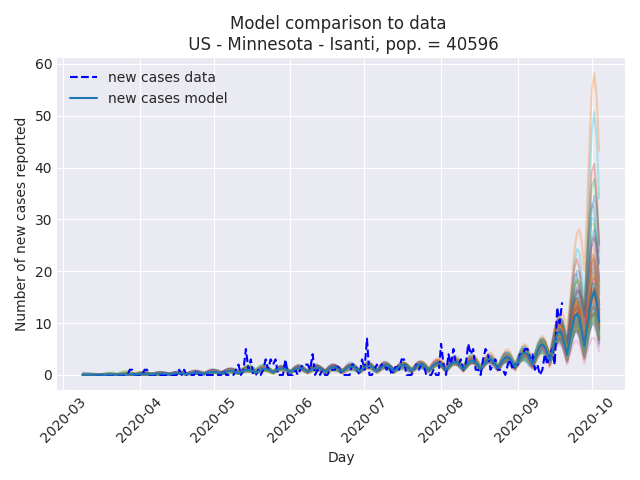 Model comparison to data
US - Minnesota - Isanti, pop. = 40596
new cases data
new cases model
Number of new cases reported
60
50
40
30
20
10
0
2020-03
2020-04
2020-05
2020-06
2020-07
2020-08
2020-09
2020-10
Day